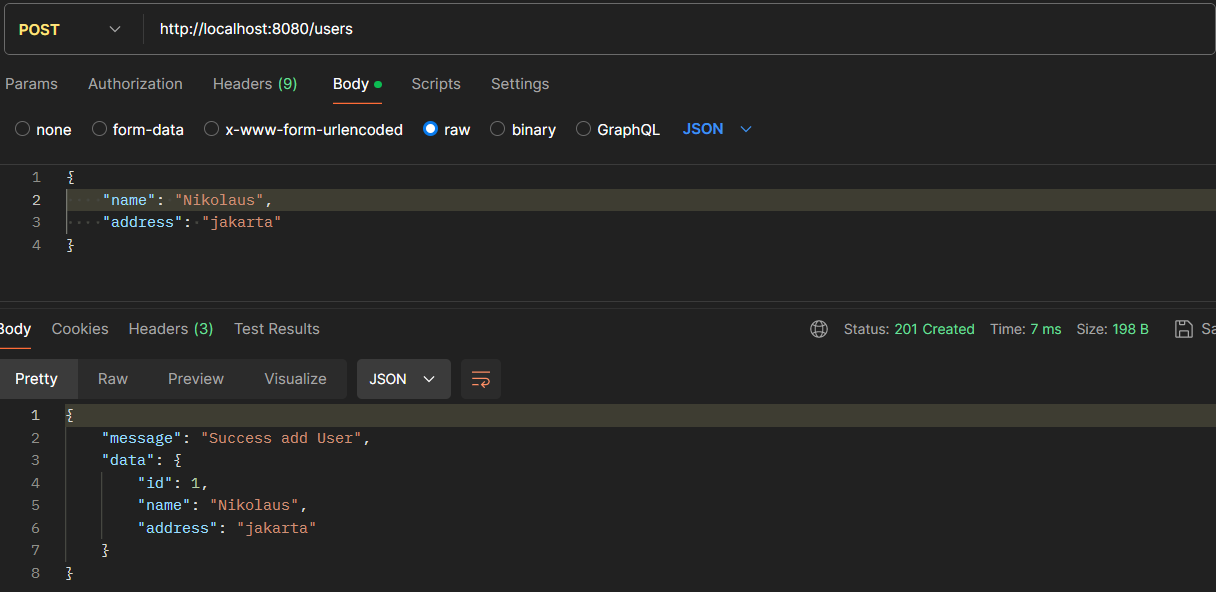 POST http://localhost:8080/users
Params Authorization Headers (9) Body Scripts Settings
none form-data x-www-form-urlencoded raw binary GraphQL JSON
1 {
2 "name": "Nikolaus",
3 "address": "jakarta"
4 }
Body Cookies Headers (3) Test Results Status: 201 Created Time: 7 ms Size: 198 B Sa
Pretty Raw Preview Visualize JSON
1 {
2 "message": "Success add User",
3 "data": {
4 "id": 1,
5 "name": "Nikolaus",
6 "address": "jakarta"
7 }
8 }